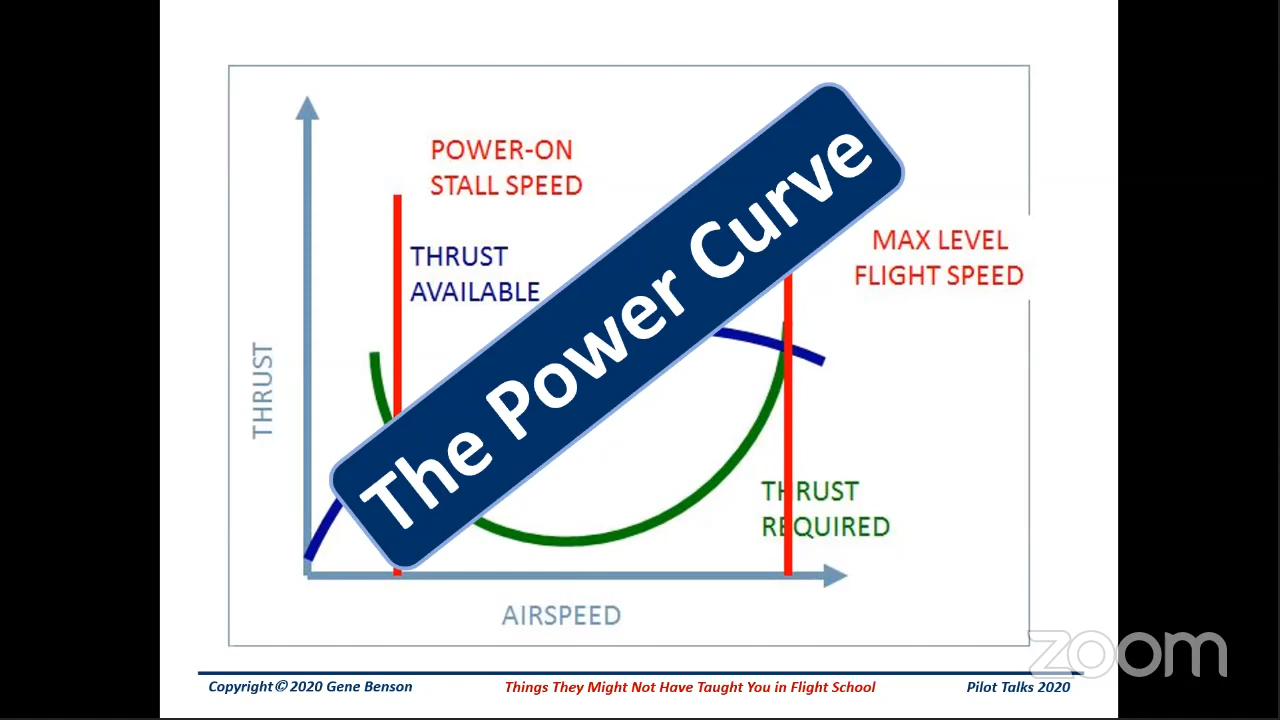 POWER-ON
STALL SPEED
THRUST
AVAILABLE
The Power Curve
MAX LEVEL
FLIGHT SPEED
THRUST
THRUST
REQUIRED
AIRSPEED
zoom
Copyright © 2020 Gene Benson
Things They Might Not Have Taught You in Flight School
Pilot Talks 2020